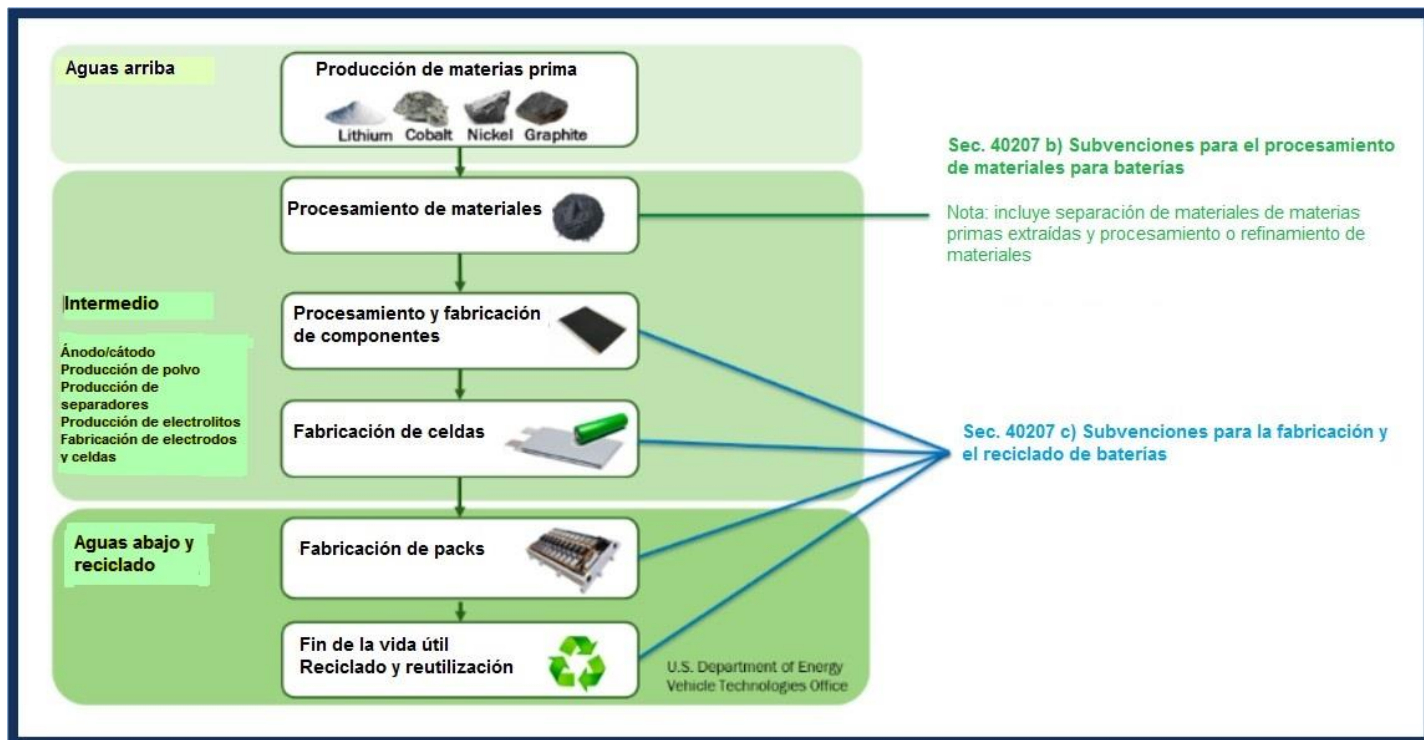 Aguas arriba
Producción de materias prima
Lithium Cobalt Nickel Graphite
Procesamiento de materiales
Sec. 40207 b) Subvenciones para el procesamiento
de materiales para baterías
Nota: incluye separación de materiales de materias
primas extraídas y procesamiento o refinamiento de
materiales
Intermedio
Ánodo/cátodo
Producción de polvo
Producción de
separadores
Producción de electrolitos
Fabricación de electrodos
y celdas
Procesamiento y fabricación
de componentes
Fabricación de celdas
Sec. 40207 c) Subvenciones para la fabricación y
el reciclado de baterías
Aguas abajo y
reciclado
Fabricación de packs
Fin de la vida útil
Reciclado y reutilización
U.S. Department of Energy
Vehicle Technologies Office